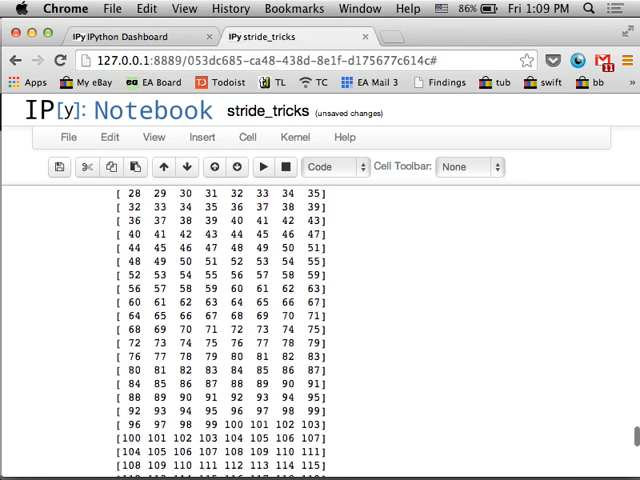 Chrome File Edit View History Bookmarks Window Help 86% Fri 1:09 PM
IPy IPython Dashboard IPy stride_tricks
127.0.0.1:8889/053dc685-ca48-438d-8e1f-d175677c614c#
Apps My eBay ea EA Board Todoist TL TC EA Mail 3 Findings switch bb 11
IP[y]: Notebook stride_tricks (unsaved changes)
File Edit View Insert Cell Kernel Help
Code Cell Toolbar: None
[ 28 29 30 31 32 33 34 35]
[ 32 33 34 35 36 37 38 39]
[ 36 37 38 39 40 41 42 43]
[ 40 41 42 43 44 45 46 47]
[ 44 45 46 47 48 49 50 51]
[ 48 49 50 51 52 53 54 55]
[ 52 53 54 55 56 57 58 59]
[ 56 57 58 59 60 61 62 63]
[ 60 61 62 63 64 65 66 67]
[ 64 65 66 67 68 69 70 71]
[ 68 69 70 71 72 73 74 75]
[ 72 73 74 75 76 77 78 79]
[ 76 77 78 79 80 81 82 83]
[ 80 81 82 83 84 85 86 87]
[ 84 85 86 87 88 89 90 91]
[ 88 89 90 91 92 93 94 95]
[ 92 93 94 95 96 97 98 99]
[ 96 97 98 99 100 101 102 103]
[100 101 102 103 104 105 106 107]
[104 105 106 107 108 109 110 111]
[108 109 110 111 112 113 114 115]